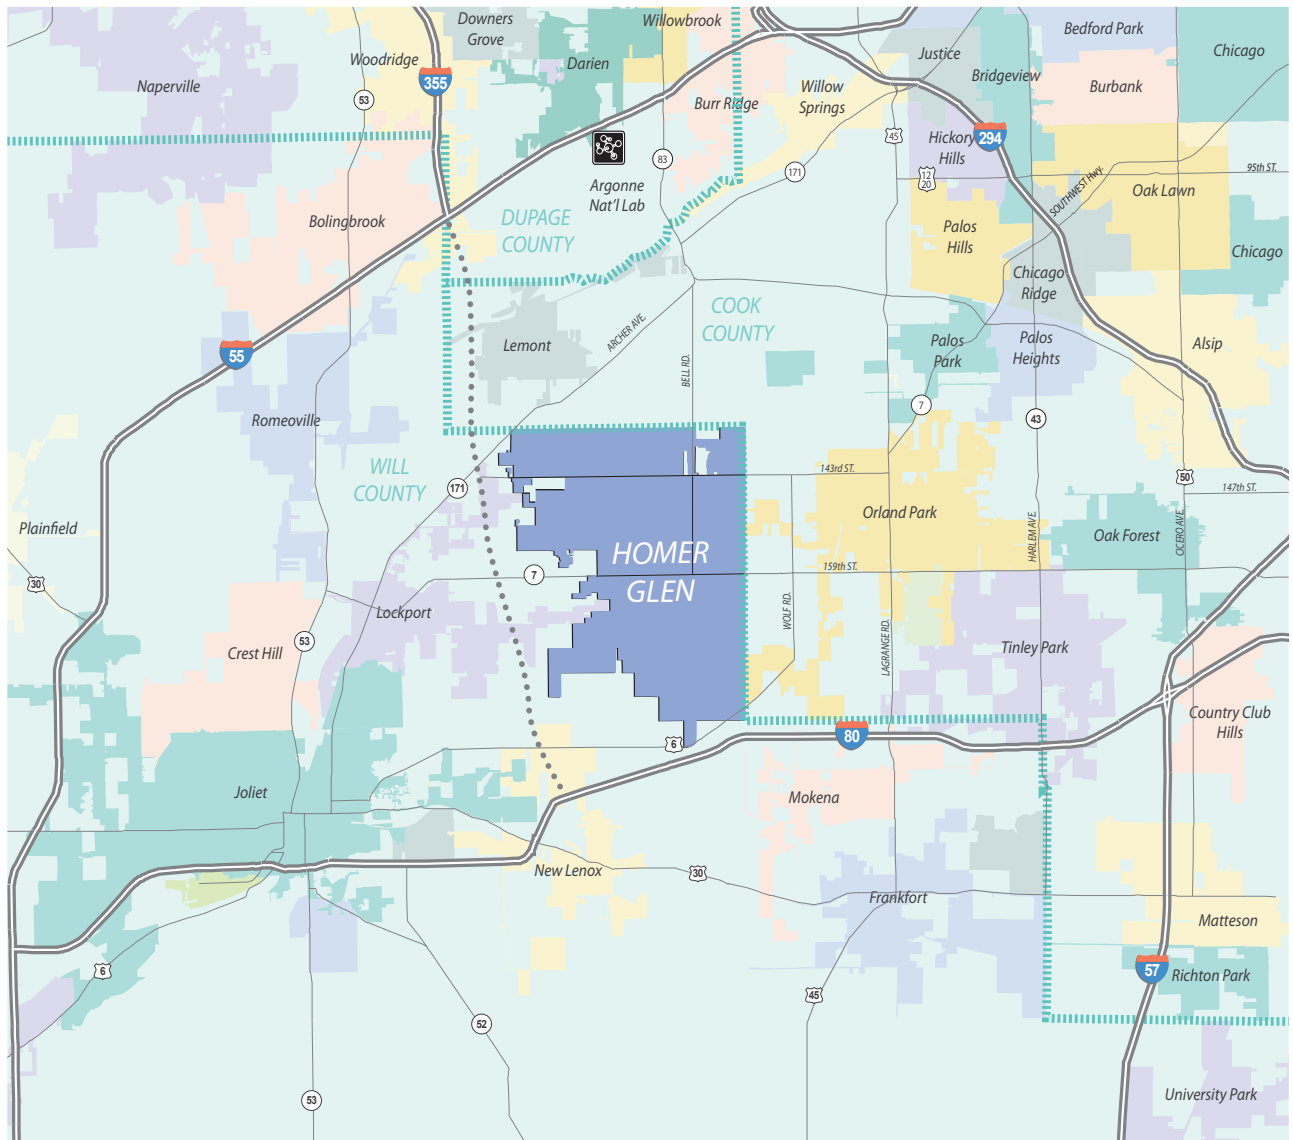 Downers
Grove
Willowbrook
Bedford Park
Woodridge
Darien
Justice
Chicago
Naperville
355
Bridgeview
Burbank
Willow
Springs
53
Burr Ridge
45
Hickory
Hills
294
83
171
12
20
95th ST.
SOUTHWEST Hwy.
Oak Lawn
Argonne
Nat'l Lab
Bolingbrook
DUPAGE
COUNTY
Palos
Hills
Chicago
Chicago
Ridge
COOK
COUNTY
ARCHER AVE.
Lemont
BELL RD.
Palos
Park
Palos
Heights
Alsip
55
Romeoville
7
43
WILL
COUNTY
171
143rd ST.
50
147th ST.
Plainfield
Orland Park
HARLEM AVE.
CICERO AVE.
Oak Forest
HOMER
GLEN
30
7
159th ST.
Lockport
WOLF RD.
LAGRANGE RD.
53
Crest Hill
Tinley Park
Country Club
Hills
6
80
Joliet
Mokena
New Lenox
30
Frankfort
Matteson
6
57
Richton Park
45
52
53
University Park